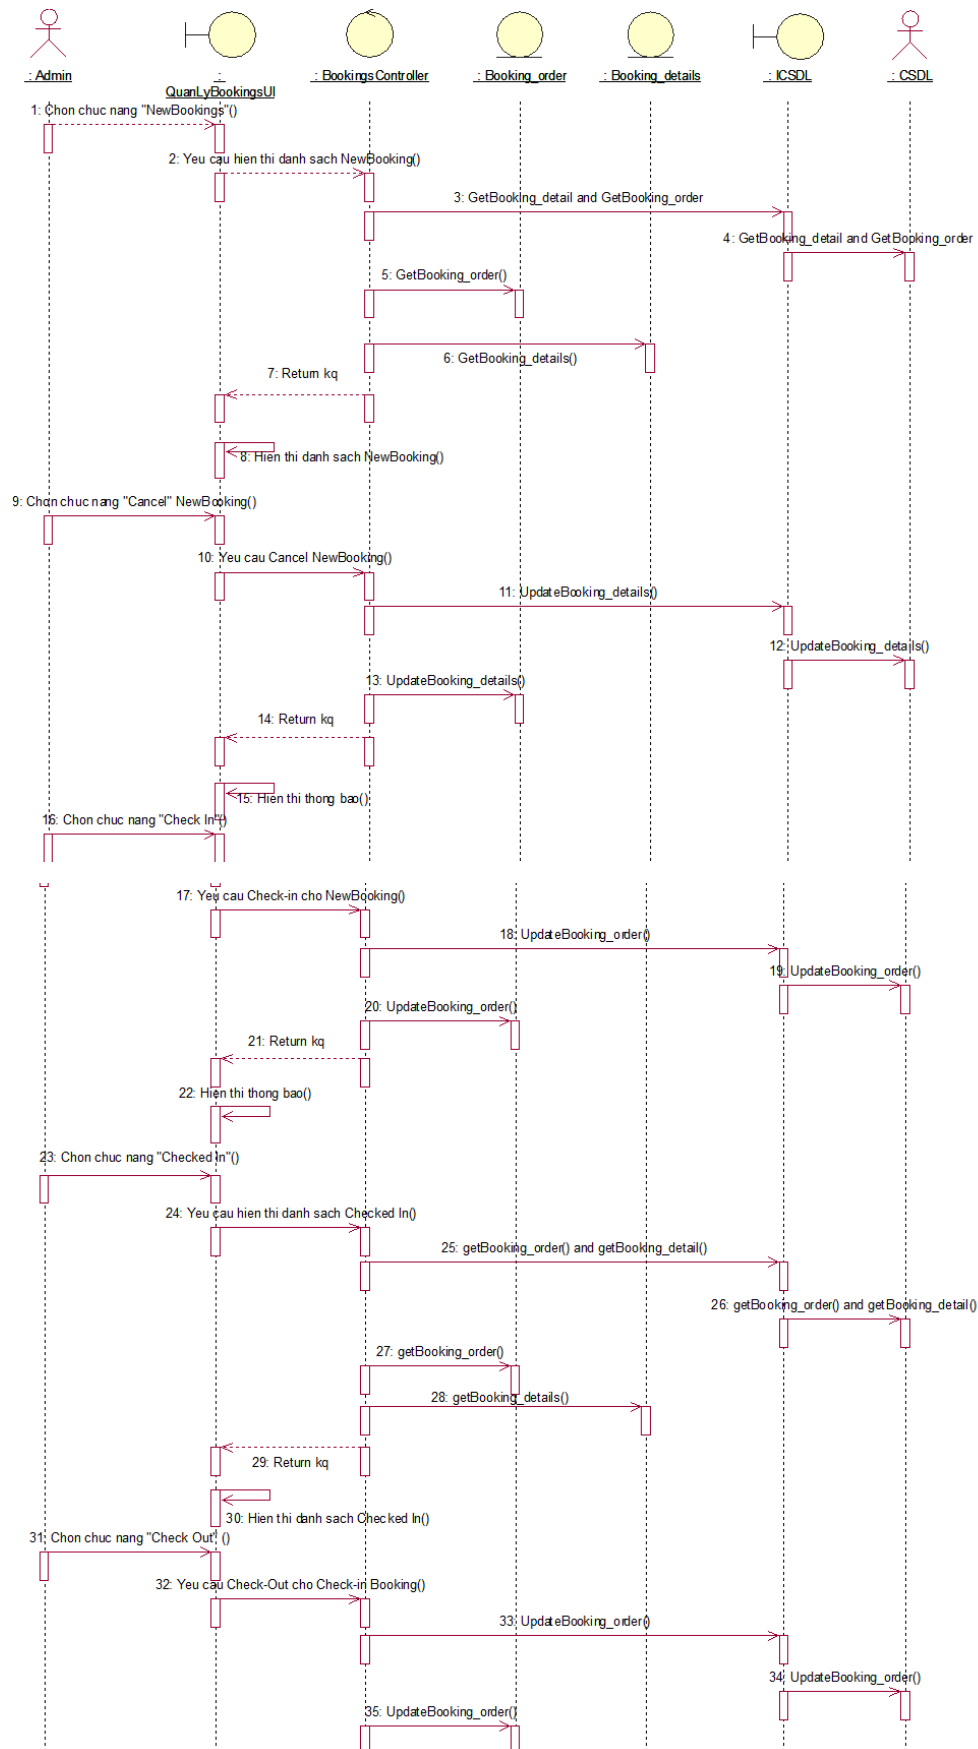 : Admin
:
QuanLyBookingsUI
: BookingsController
: Booking_order
: Booking_details
: ICSDL
: CSDL
1: Chon chuc nang "NewBookings"()
2: Yeu cau hien thi danh sach NewBooking()
3: GetBooking_detail and GetBooking_order
4: GetBooking_detail and GetBooking_order
5: GetBooking_order()
6: GetBooking_details()
7: Return kq
8: Hien thi danh sach NewBooking()
9: Chon chuc nang "Cancel" NewBooking()
10: Yeu cau Cancel NewBooking()
11: UpdateBooking_details()
12: UpdateBooking_details()
13: UpdateBooking_details()
14: Return kq
15: Hien thi thong bao()
16: Chon chuc nang "Check In"()
17: Yeu cau Check-in cho NewBooking()
18: UpdateBooking_order()
19: UpdateBooking_order()
20: UpdateBooking_order()
21: Return kq
22: Hien thi thong bao()
23: Chon chuc nang "Checked In"()
24: Yeu cau hien thi danh sach Checked In()
25: getBooking_order() and getBooking_detail()
26: getBooking_order() and getBooking_detail()
27: getBooking_order()
28: getBooking_details()
29: Return kq
30: Hien thi danh sach Checked In()
31: Chon chuc nang "Check Out" ()
32: Yeu cau Check-Out cho Check-in Booking()
33: UpdateBooking_order()
34: UpdateBooking_order()
35: UpdateBooking_order()